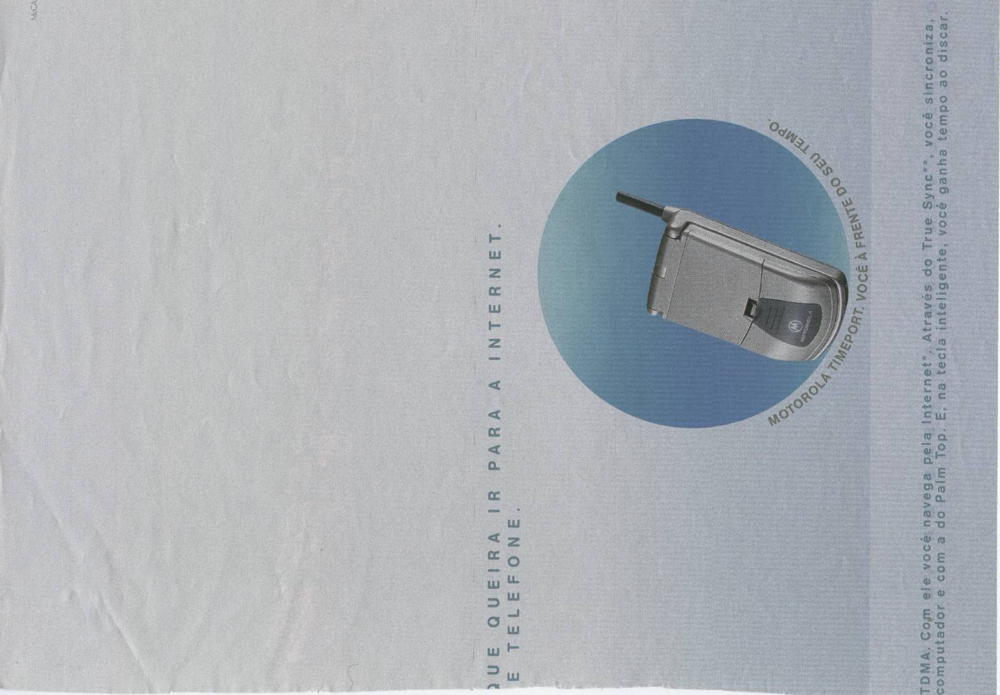 McCA
QUE QUEIRA IR PARA A INTERNET.
E TELEFONE.
MOTOROLA
MOTOROLA TIMEPORT. VOCÊ À FRENTE DO SEU TEMPO.
TDMA. Com ele você navega pela Internet*. Através do True Sync**, você sincroniza,
computador e com a do Palm Top. E, na tecla inteligente, você ganha tempo ao discar.